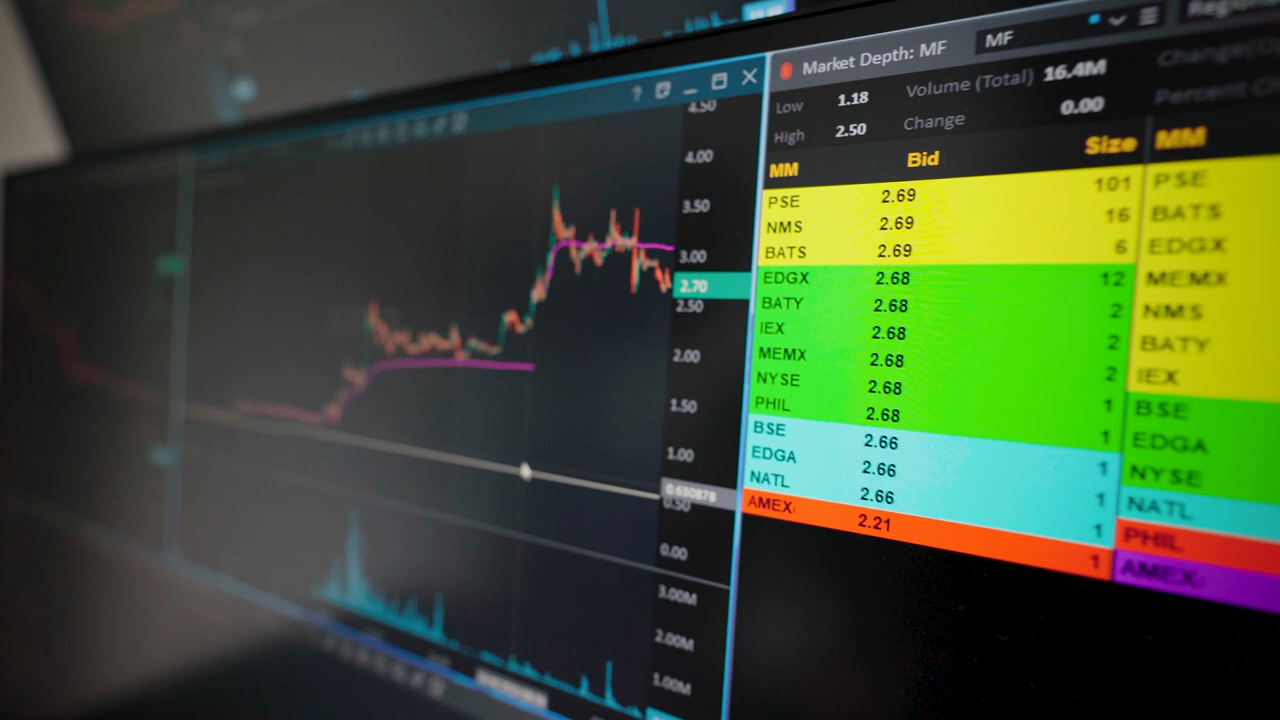 Market Depth: MF
MF
Low 1.18 Volume (Total) 16.4M
High 2.50 Change 0.00
MM Bid Size MM
PSE 2.69 101 PSE
NMS 2.69 16 BATS
BATS 2.69 6 EDGX
EDGX 2.68 12 MEMX
BATY 2.68 2 NMS
IEX 2.68 2 BATY
MEMX 2.68 2 IEX
NYSE 2.68 1 BSE
PHIL 2.68 1 EDGA
BSE 2.66 1 NYSE
EDGA 2.66 1 NATL
NATL 2.66 1 PHIL
AMEX 2.21 1 AMEX
?
4.50
4.00
3.50
3.00
2.70
2.50
2.00
1.50
1.00
0.50
0.00
3.00M
2.00M
1.00M